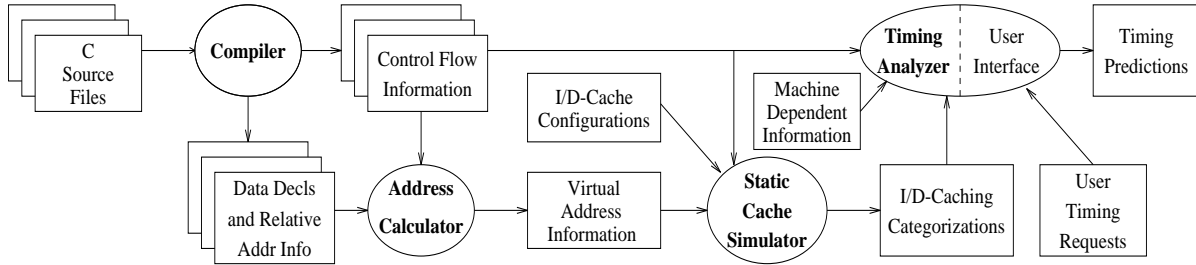 C
Source
Files
Compiler
Control Flow
Information
I/D-Cache
Configurations
Machine
Dependent
Information
Timing
Analyzer
User
Interface
Timing
Predictions
Data Decls
and Relative
Addr Info
Address
Calculator
Virtual
Address
Information
Static
Cache
Simulator
I/D-Caching
Categorizations
User
Timing
Requests